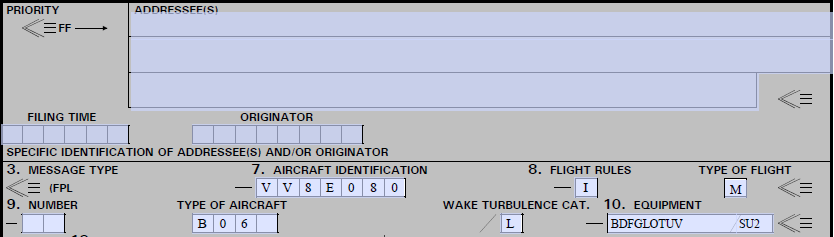 PRIORITY ADDRESSEE(S)
FF
FILING TIME ORIGINATOR
SPECIFIC IDENTIFICATION OF ADDRESSEE(S) AND/OR ORIGINATOR
3. MESSAGE TYPE 7. AIRCRAFT IDENTIFICATION 8. FLIGHT RULES TYPE OF FLIGHT
(FPL — VV8E080 — I M
9. NUMBER TYPE OF AIRCRAFT WAKE TURBULENCE CAT. 10. EQUIPMENT
— B06 / L — BDFGLOTUV / SU2